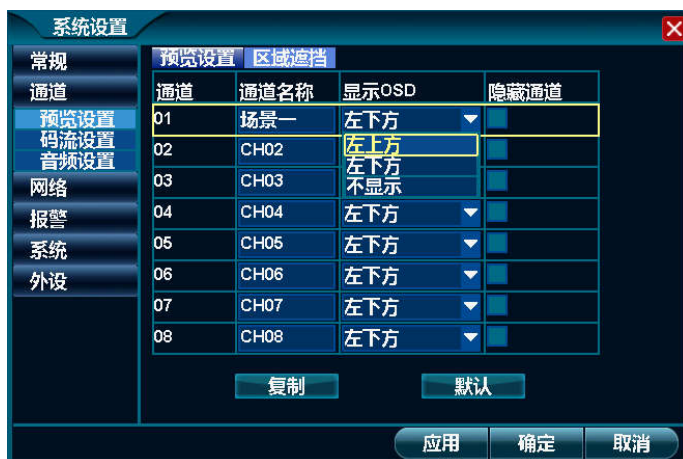 系统设置
常规
通道
预览设置
码流设置
音频设置
网络
报警
系统
外设
预览设置 区域遮挡
通道 通道名称 显示OSD 隐藏通道
01 场景一 左下方
02 CH02 左上方
左下方
03 CH03 不显示
04 CH04 左下方
05 CH05 左下方
06 CH06 左下方
07 CH07 左下方
08 CH08 左下方
复制 默认
应用 确定 取消